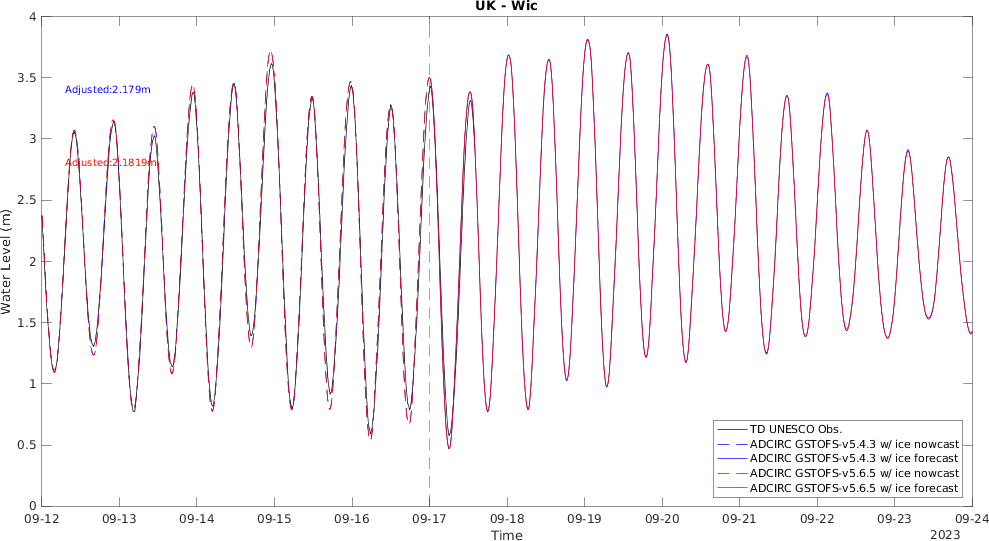 UK - Wic
4
3.5
3
2.5
2
1.5
1
0.5
0
Water Level (m)
Adjusted:2.179m
Adjusted:2.1819m
TD UNESCO Obs.
ADCIRC GSTOFS-v5.4.3 w/ ice nowcast
ADCIRC GSTOFS-v5.4.3 w/ ice forecast
ADCIRC GSTOFS-v5.6.5 w/ ice nowcast
ADCIRC GSTOFS-v5.6.5 w/ ice forecast
09-12 09-13 09-14 09-15 09-16 09-17 09-18 09-19 09-20 09-21 09-22 09-23 09-24
Time
2023